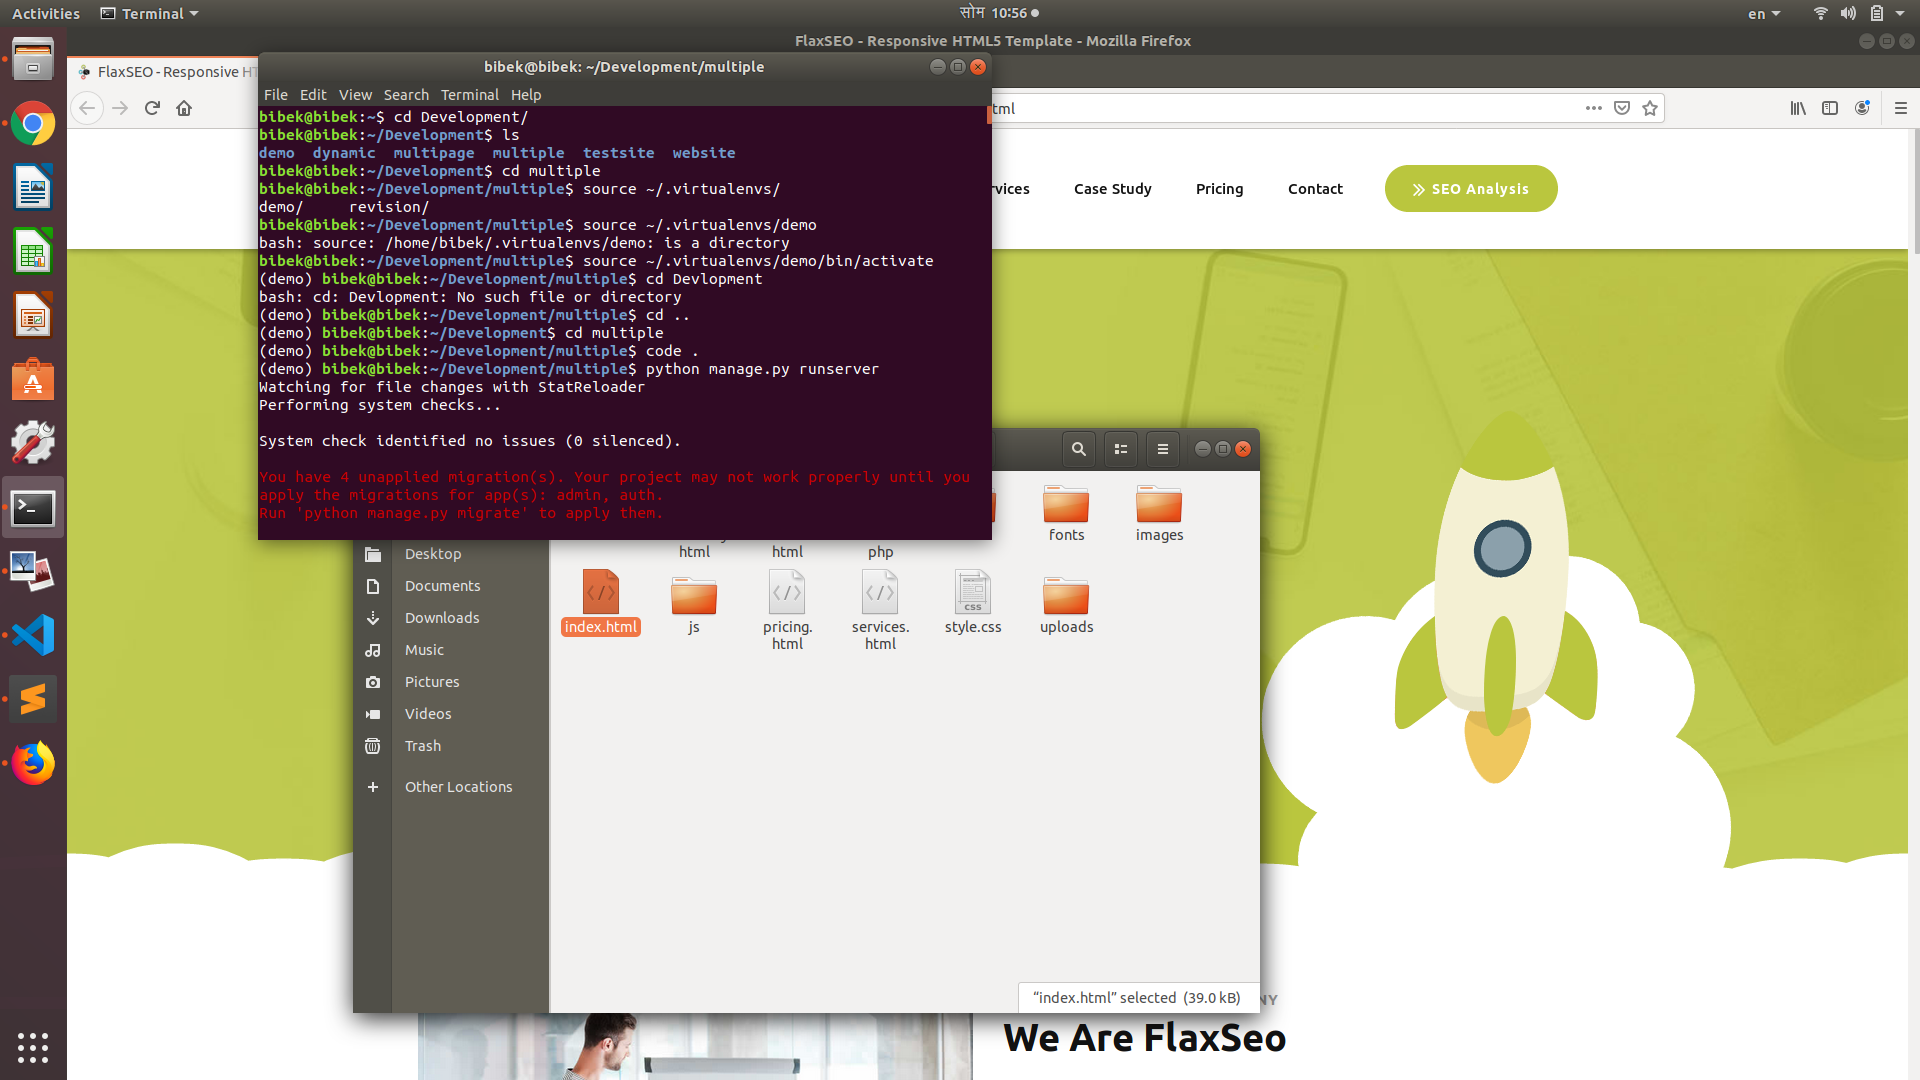 Activities
Terminal
सोम 10:56
en
FlaxSEO - Responsive HTML5 Template - Mozilla Firefox
FlaxSEO - Responsive HT
tml
bibek@bibek: ~/Development/multiple
File Edit View Search Terminal Help
bibek@bibek:~$ cd Development/
bibek@bibek:~/Development$ ls
demo dynamic multipage multiple testsite website
bibek@bibek:~/Development$ cd multiple
bibek@bibek:~/Development/multiple$ source ~/.virtualenvs/
demo/ revision/
bibek@bibek:~/Development/multiple$ source ~/.virtualenvs/demo
bash: source: /home/bibek/.virtualenvs/demo: is a directory
bibek@bibek:~/Development/multiple$ source ~/.virtualenvs/demo/bin/activate
(demo) bibek@bibek:~/Development/multiple$ cd Devlopment
bash: cd: Devlopment: No such file or directory
(demo) bibek@bibek:~/Development/multiple$ cd ..
(demo) bibek@bibek:~/Development$ cd multiple
(demo) bibek@bibek:~/Development/multiple$ code .
(demo) bibek@bibek:~/Development/multiple$ python manage.py runserver
Watching for file changes with StatReloader
Performing system checks...
System check identified no issues (0 silenced).
You have 4 unapplied migration(s). Your project may not work properly until you
apply the migrations for app(s): admin, auth.
Run 'python manage.py migrate' to apply them.
rvices
Case Study
Pricing
Contact
SEO Analysis
Desktop
Documents
Downloads
Music
Pictures
Videos
Trash
Other Locations
html
html
php
fonts
images
index.html
js
pricing.
html
services.
html
css
style.css
uploads
“index.html” selected (39.0 kB)
NY
We Are FlaxSeo